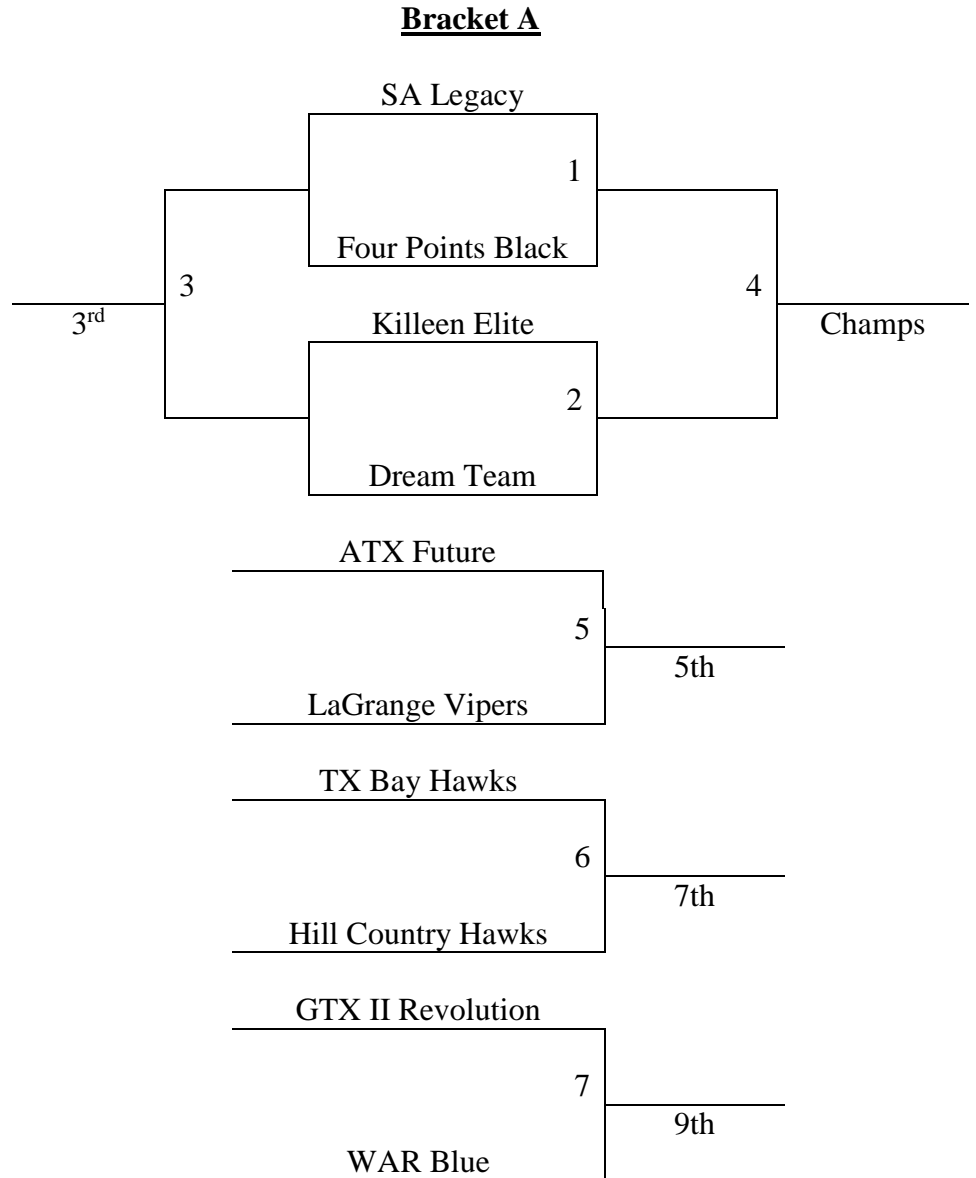 Bracket A
SA Legacy
1
Four Points Black
3
4
3rd
Killeen Elite
Champs
2
Dream Team
ATX Future
5
5th
LaGrange Vipers
TX Bay Hawks
6
7th
Hill Country Hawks
GTX II Revolution
7
9th
WAR Blue